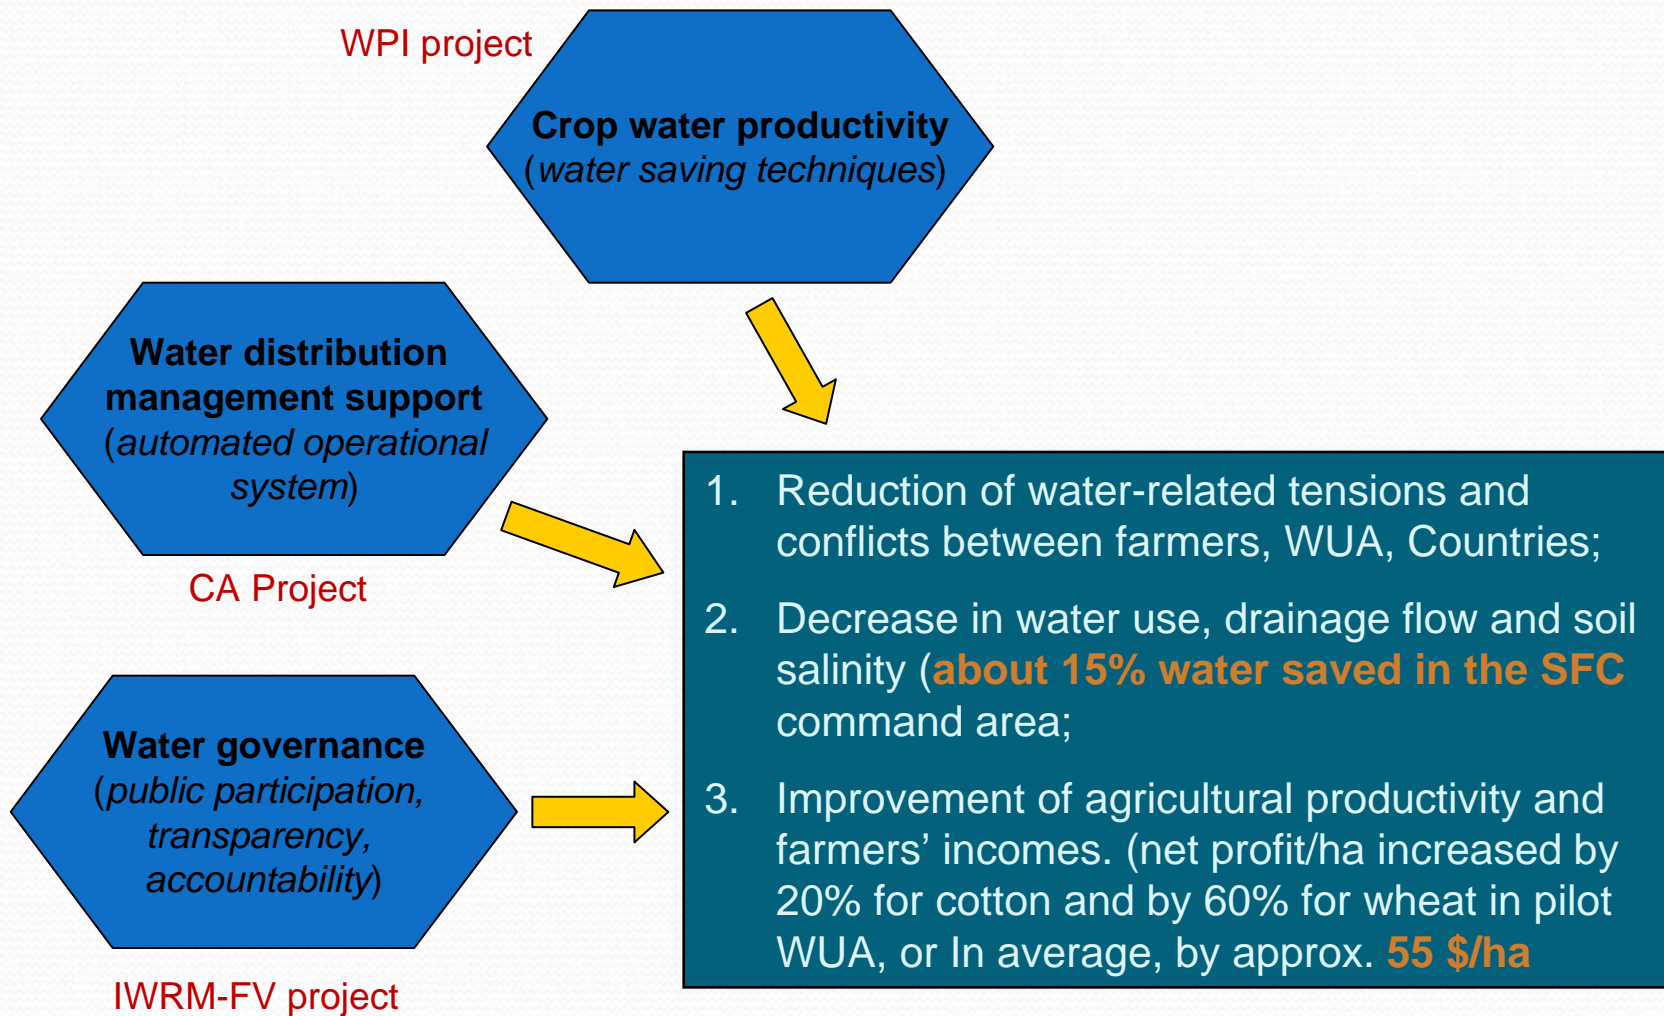 WPI project
Crop water productivity
(water saving techniques)
Water distribution
management support
(automated operational
system)
CA Project
Water governance
(public participation,
transparency,
accountability)
IWRM-FV project
1. Reduction of water-related tensions and
conflicts between farmers, WUA, Countries;
2. Decrease in water use, drainage flow and soil
salinity (about 15% water saved in the SFC
command area;
3. Improvement of agricultural productivity and
farmers’ incomes. (net profit/ha increased by
20% for cotton and by 60% for wheat in pilot
WUA, or In average, by approx. 55 $/ha